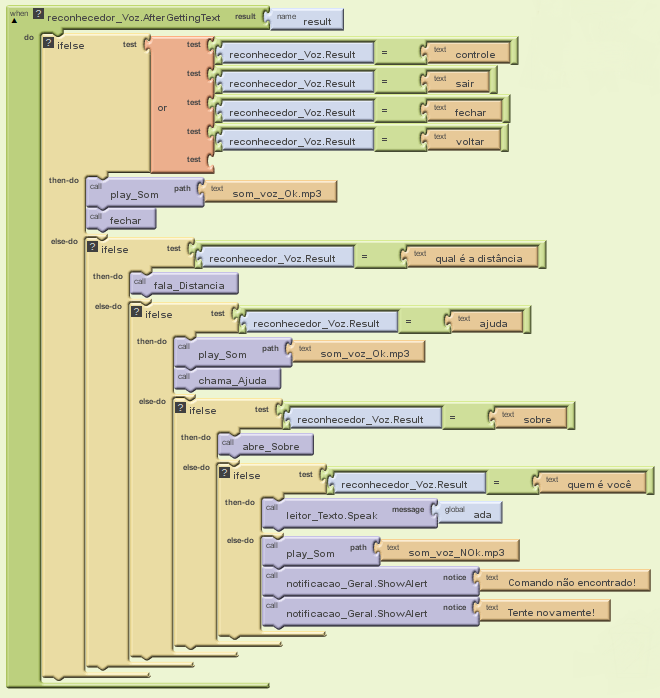 when ? reconhecedor_Voz.AfterGettingText result name result
do ? ifelse test or test reconhecedor_Voz.Result = text controle
test reconhecedor_Voz.Result = text sair
test reconhecedor_Voz.Result = text fechar
test reconhecedor_Voz.Result = text voltar
test
then-do call play_Som path text som_voz_Ok.mp3
call fechar
else-do ? ifelse test reconhecedor_Voz.Result = text qual é a distância
then-do call fala_Distancia
else-do ? ifelse test reconhecedor_Voz.Result = text ajuda
then-do call play_Som path text som_voz_Ok.mp3
call chama_Ajuda
else-do ? ifelse test reconhecedor_Voz.Result = text sobre
then-do call abre_Sobre
else-do ? ifelse test reconhecedor_Voz.Result = text quem é você
then-do call leitor_Texto.Speak message global ada
else-do call play_Som path text som_voz_NOk.mp3
call notificacao_Geral.ShowAlert notice text Comando não encontrado!
call notificacao_Geral.ShowAlert notice text Tente novamente!